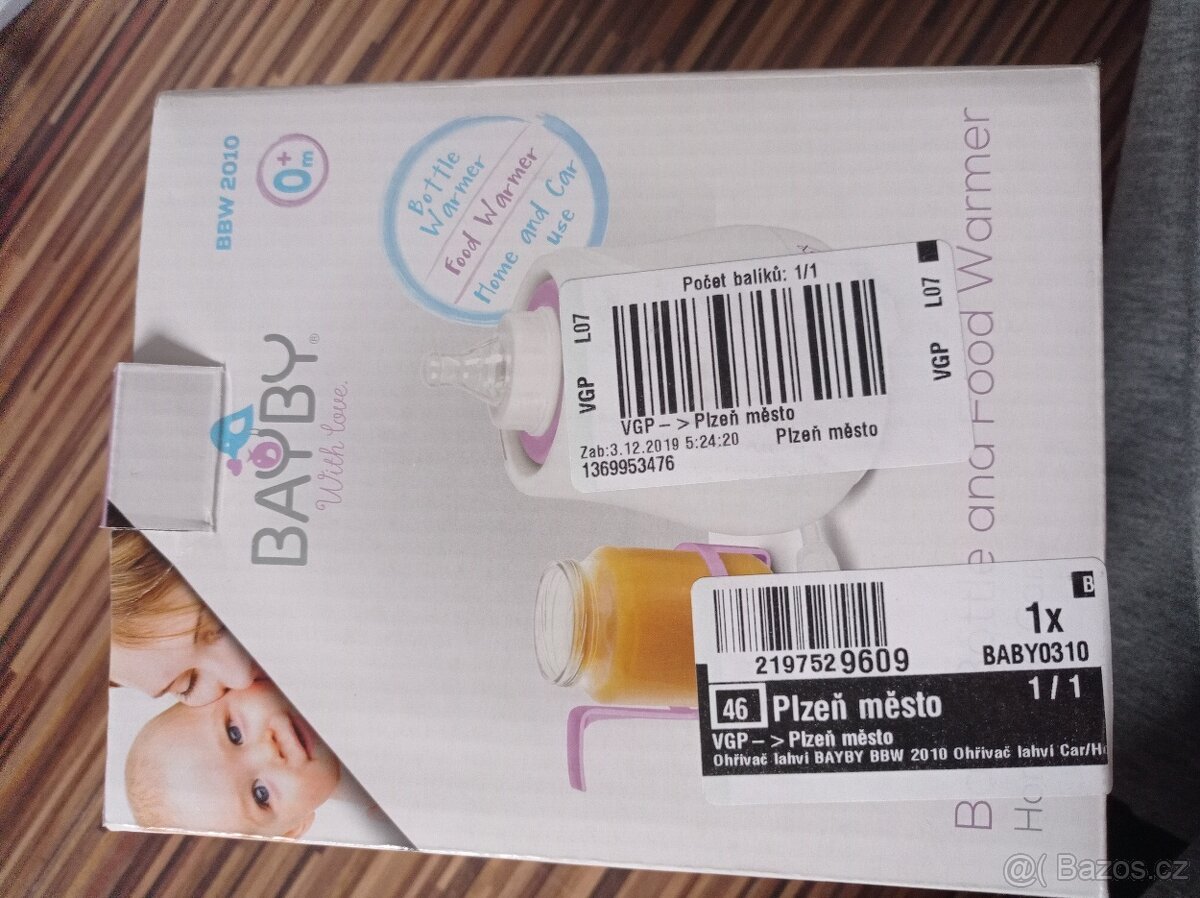 BBW 2010
0+
m
Bottle
Warmer
Food Warmer
Home and Car
use
BAYBY®
With love.
Počet balíků: 1/1
VGP L07
VGP L07
VGP-> Plzeň město
Zab:3.12.2019 5:24:20 Plzeň město
1369953476
and Food Warmer
B
1x
2197529609 BABY0310
46 Plzeň město 1/1
VGP-> Plzeň město
Ohřivač lahví BAYBY BBW 2010 Ohřivač lahví Car/H
@( Bazos.cz